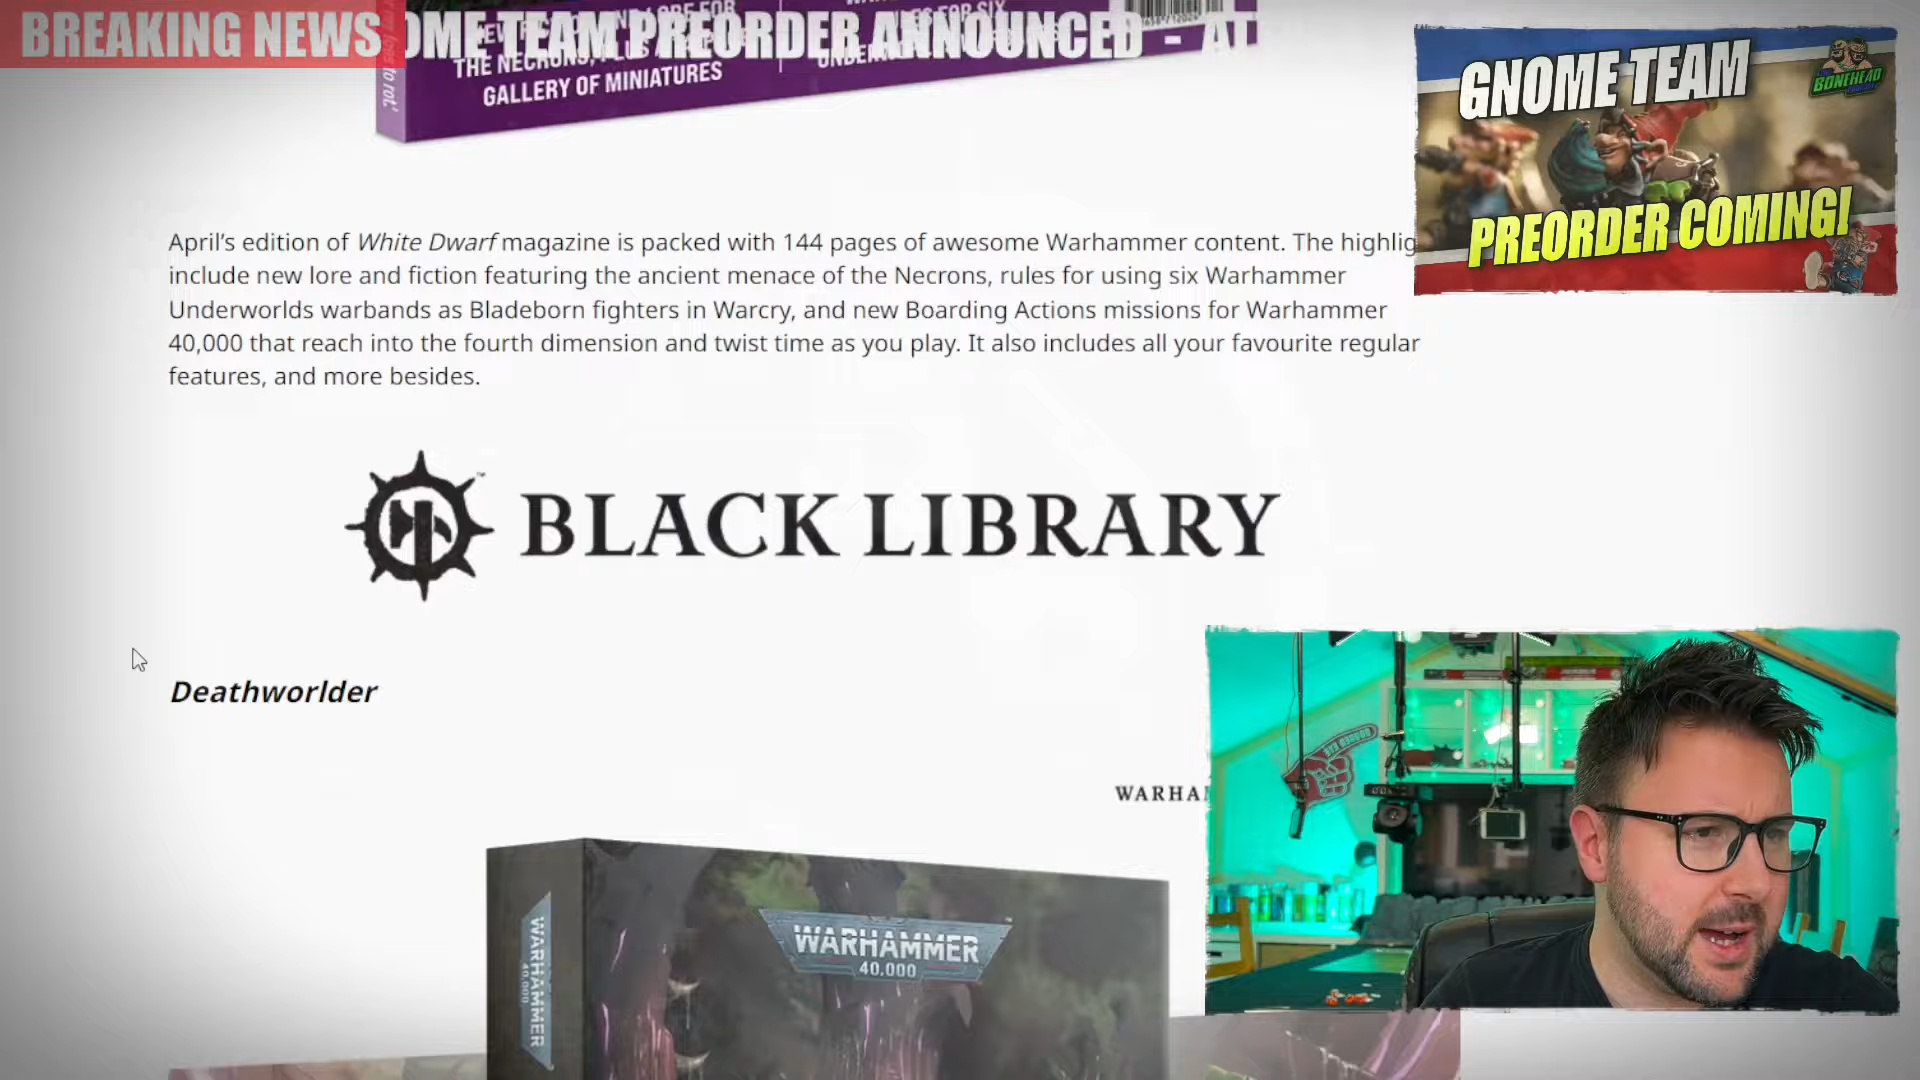 BREAKING NEWS
OME TEAM PREORDER ANNOUNCED - AT
THE NECRONS, PLUS A
GALLERY OF MINIATURES
to rot.'
GNOME TEAM
BONEHEAD
PREORDER COMING!
April's edition of White Dwarf magazine is packed with 144 pages of awesome Warhammer content. The highlig
include new lore and fiction featuring the ancient menace of the Necrons, rules for using six Warhammer
Underworlds warbands as Bladeborn fighters in Warcry, and new Boarding Actions missions for Warhammer
40,000 that reach into the fourth dimension and twist time as you play. It also includes all your favourite regular
features, and more besides.
BLACK LIBRARY
Deathworlder
WARHA
WARHAMMER
40,000
WARHAMMER
40,000